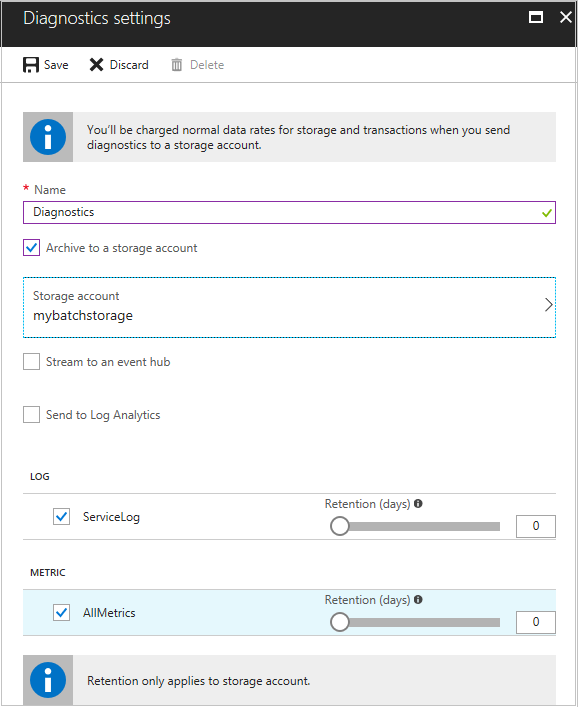 Diagnostics settings
Save Discard Delete
You'll be charged normal data rates for storage and transactions when you send
diagnostics to a storage account.
* Name
Diagnostics
Archive to a storage account
Storage account
mybatchstorage
Stream to an event hub
Send to Log Analytics
LOG
Retention (days)
ServiceLog
0
METRIC
Retention (days)
AllMetrics
0
Retention only applies to storage account.